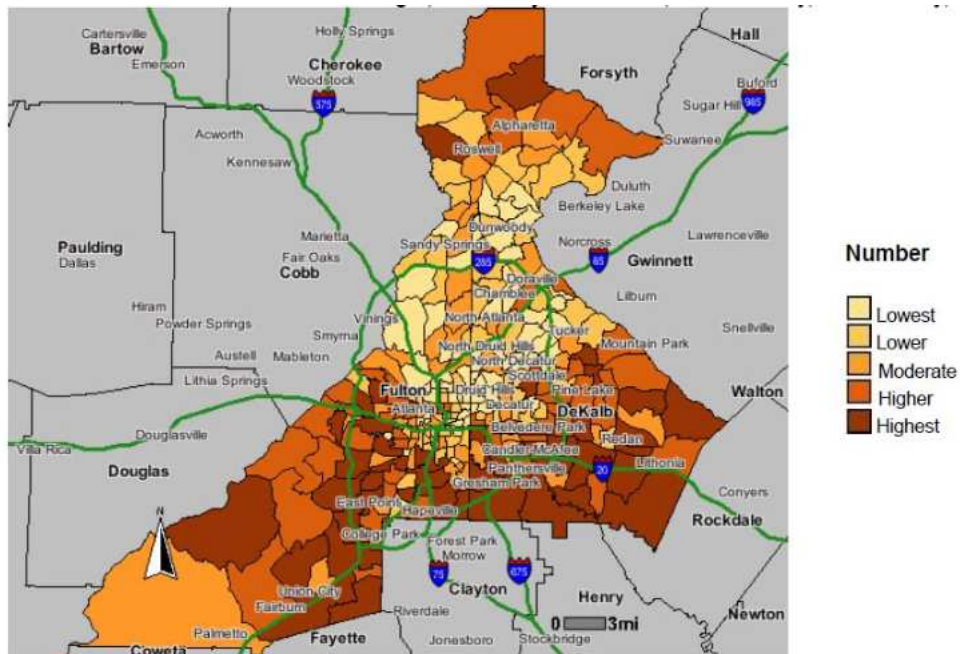 Cartersville
Bartow
Emerson
Holly Springs
Cherokee
Woodstock
575
Forsyth
Hall
Buford
985
Sugar Hill
Suwanee
Acworth
Kennesaw
Alpharetta
Roswell
Duluth
Berkeley Lake
Paulding
Dallas
Marietta
Fair Oaks
Cobb
Sandy Springs
Dunwoody
285
Norcross
85
Gwinnett
Lawrenceville
Doraville
Chamblee
Lilburn
Hiram
Powder Springs
Vinings
Smyrna
North Atlanta
Tucker
Snellville
Austell
Mableton
North Druid Hills
Mountain Park
North Decatur
Scottdale
Lithia Springs
Fulton
Druid Hills
Pine Lake
Walton
Atlanta
Decatur
DeKalb
Belvedere Park
Douglasville
Villa Rica
Redan
Candler-McAfee
Panthersville
20
Lithonia
Douglas
Gresham Park
Conyers
East Point
Hapeville
Rockdale
College Park
Forest Park
Morrow
N
75
675
Clayton
Union City
Fairburn
Henry
Newton
Riverdale
0 3mi
Palmetto
Fayette
Jonesboro
Stockbridge
Coweta
Number
Lowest
Lower
Moderate
Higher
Highest